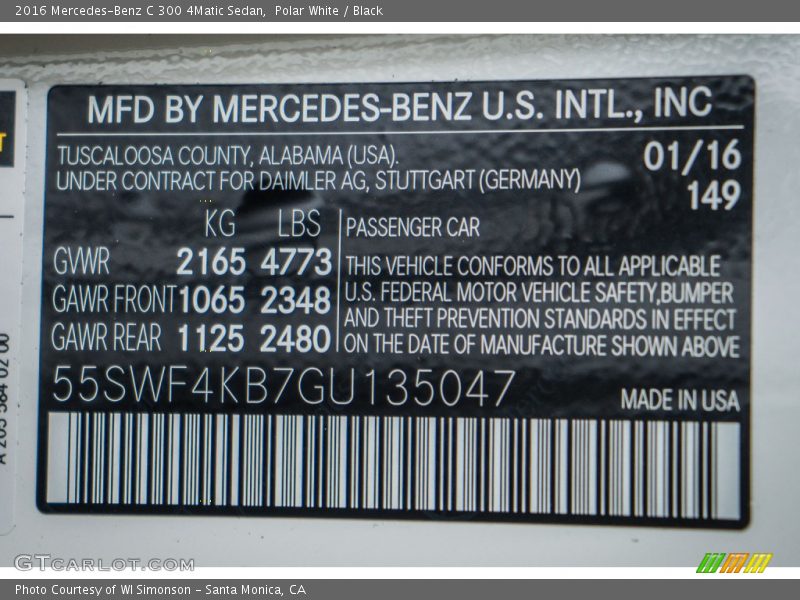 2016 Mercedes-Benz C 300 4Matic Sedan,  Polar White / Black
MFD BY MERCEDES-BENZ U.S. INTL., INC
TUSCALOOSA COUNTY, ALABAMA (USA). 01/16
UNDER CONTRACT FOR DAIMLER AG, STUTTGART (GERMANY) 149
KG LBS PASSENGER CAR
GVWR 2165 4773 THIS VEHICLE CONFORMS TO ALL APPLICABLE
GAWR FRONT 1065 2348 U.S. FEDERAL MOTOR VEHICLE SAFETY,BUMPER
AND THEFT PREVENTION STANDARDS IN EFFECT
GAWR REAR 1125 2480 ON THE DATE OF MANUFACTURE SHOWN ABOVE
55SWF4KB7GU135047 MADE IN USA
GTCARLOT.COM
Photo Courtesy of WI Simonson - Santa Monica, CA